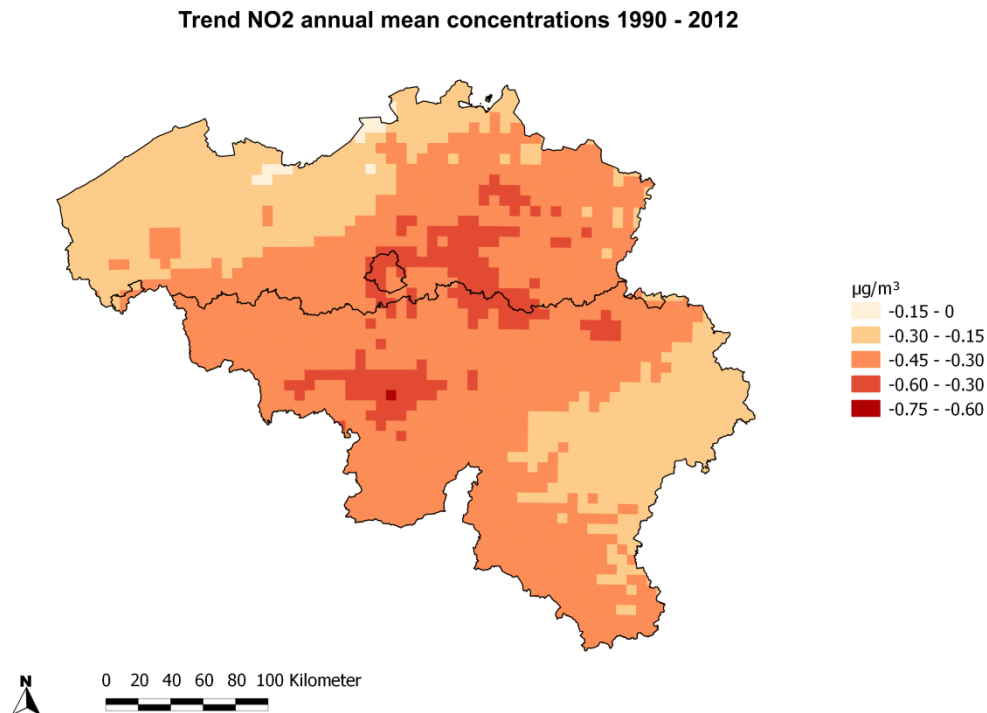 Trend NO2 annual mean concentrations 1990 - 2012
µg/m³
-0.15 - 0
-0.30 - -0.15
-0.45 - -0.30
-0.60 - -0.30
-0.75 - -0.60
N
0 20 40 60 80 100 Kilometer